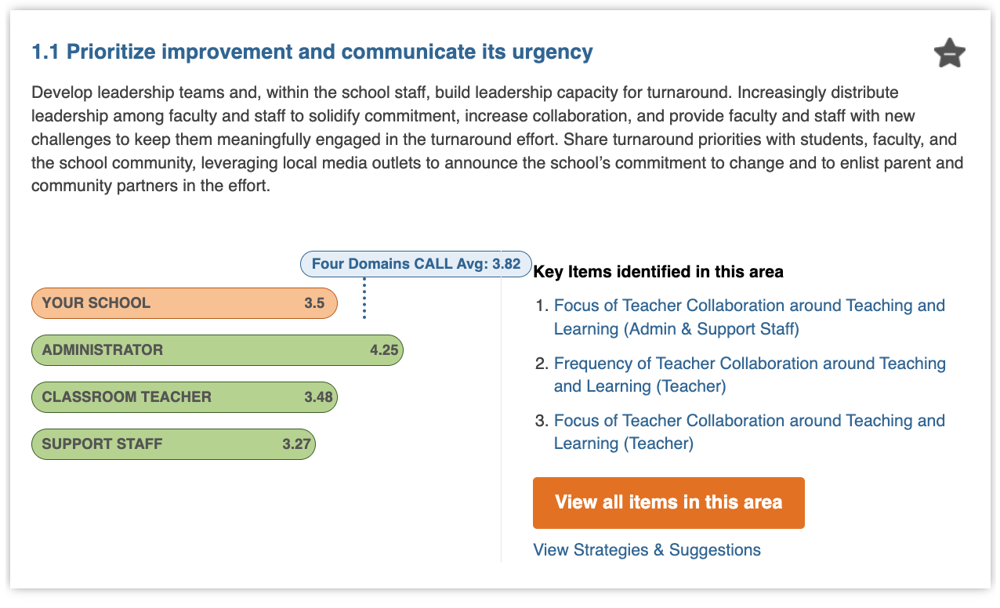 1.1 Prioritize improvement and communicate its urgency
Develop leadership teams and, within the school staff, build leadership capacity for turnaround. Increasingly distribute
leadership among faculty and staff to solidify commitment, increase collaboration, and provide faculty and staff with new
challenges to keep them meaningfully engaged in the turnaround effort. Share turnaround priorities with students, faculty, and
the school community, leveraging local media outlets to announce the school’s commitment to change and to enlist parent and
community partners in the effort.
Four Domains CALL Avg: 3.82
YOUR SCHOOL 3.5
ADMINISTRATOR 4.25
CLASSROOM TEACHER 3.48
SUPPORT STAFF 3.27
Key Items identified in this area
1. Focus of Teacher Collaboration around Teaching and
Learning (Admin & Support Staff)
2. Frequency of Teacher Collaboration around Teaching
and Learning (Teacher)
3. Focus of Teacher Collaboration around Teaching and
Learning (Teacher)
View all items in this area
View Strategies & Suggestions